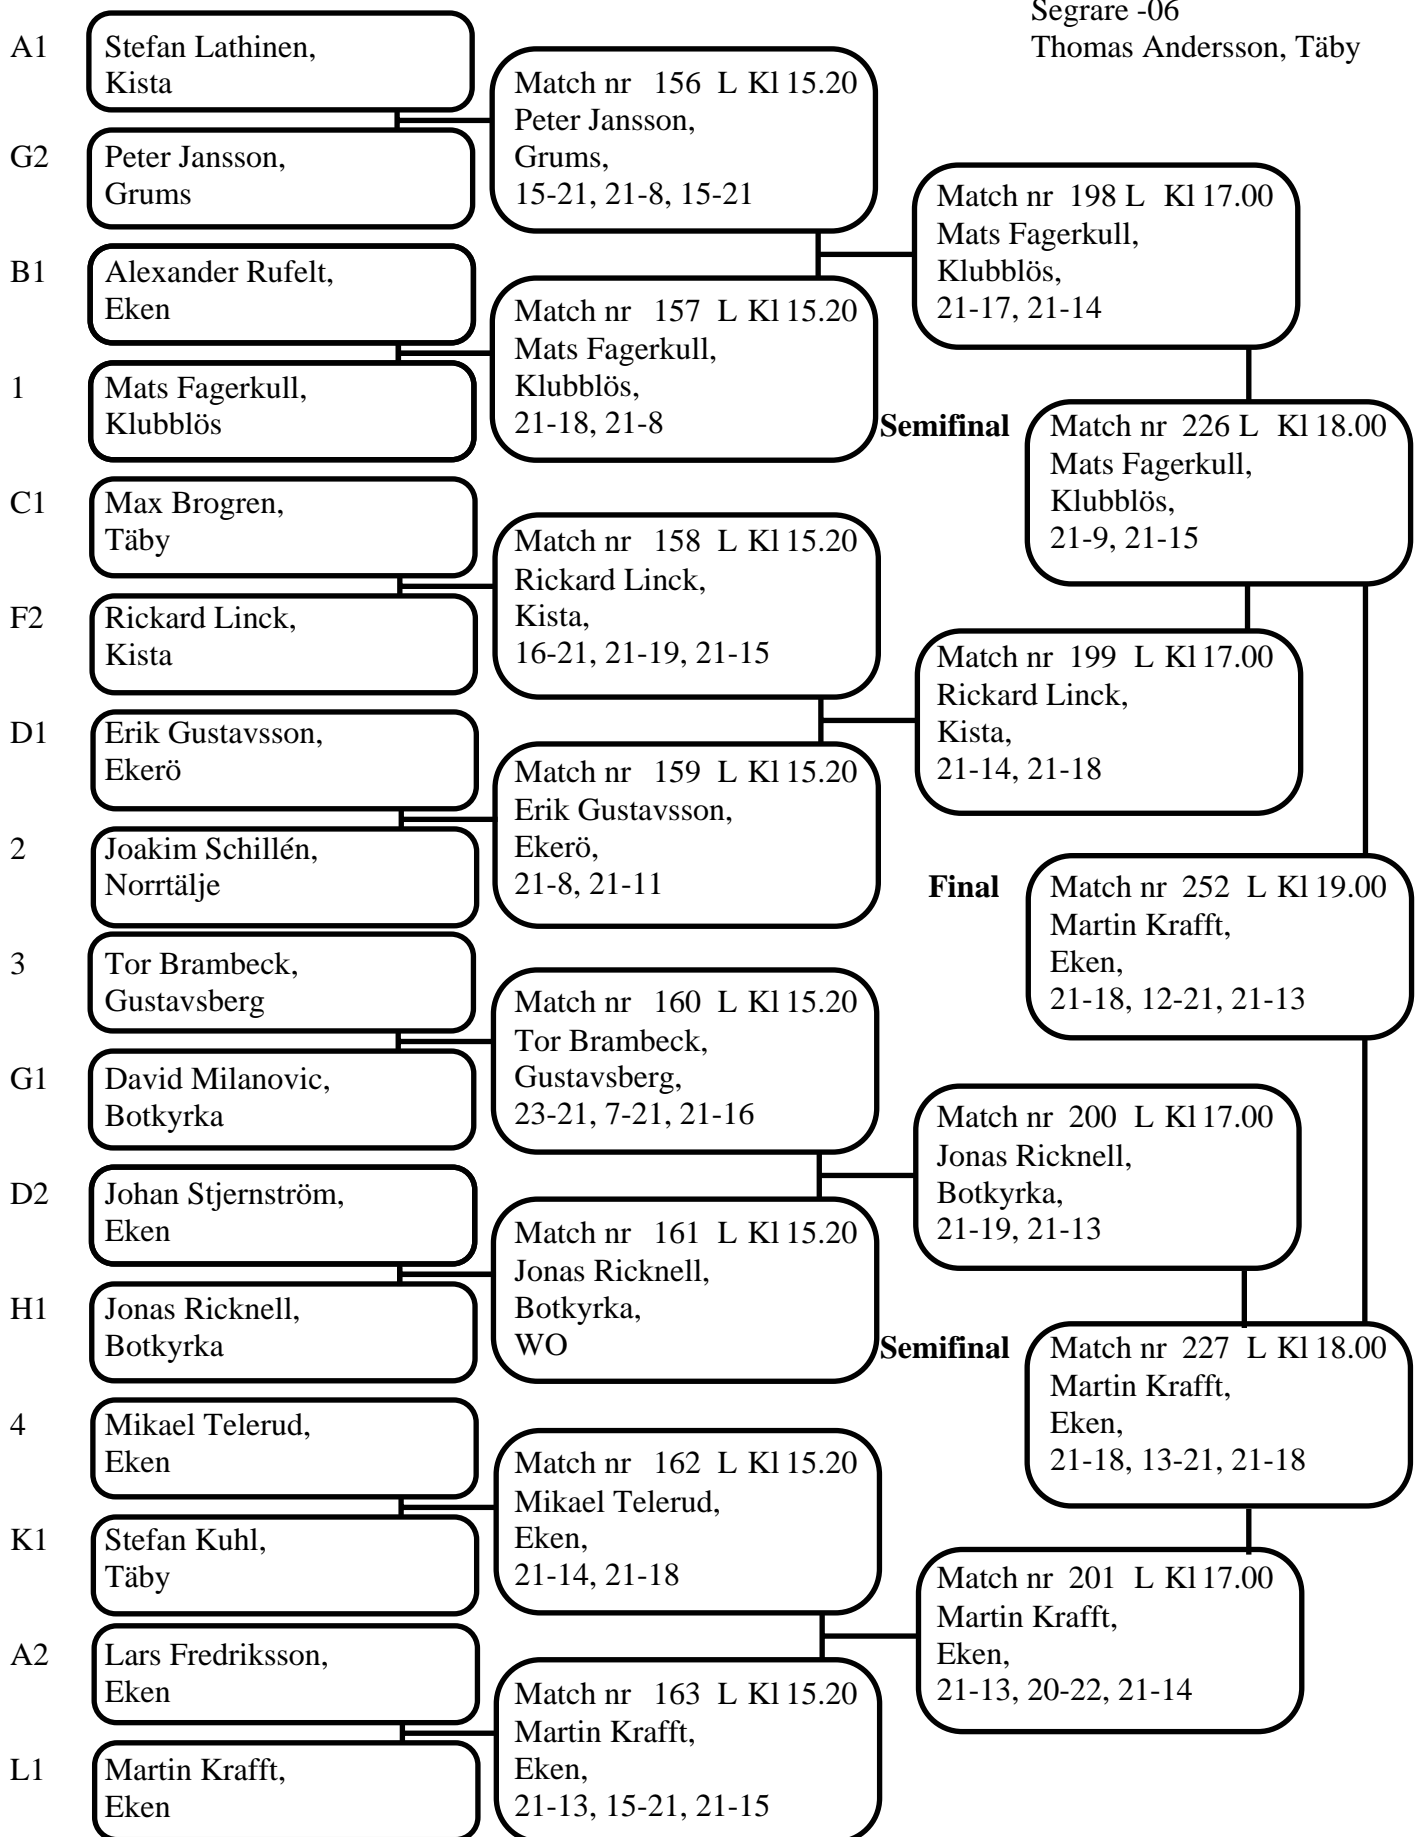 Segrare -06
Thomas Andersson, Täby
A1
Stefan Lathinen,
Kista
G2
Peter Jansson,
Grums
B1
Alexander Rufelt,
Eken
1
Mats Fagerkull,
Klubblös
C1
Max Brogren,
Täby
F2
Rickard Linck,
Kista
D1
Erik Gustavsson,
Ekerö
2
Joakim Schillén,
Norrtälje
3
Tor Brambeck,
Gustavsberg
G1
David Milanovic,
Botkyrka
D2
Johan Stjernström,
Eken
H1
Jonas Ricknell,
Botkyrka
4
Mikael Telerud,
Eken
K1
Stefan Kuhl,
Täby
A2
Lars Fredriksson,
Eken
L1
Martin Krafft,
Eken
Match nr 156 L Kl 15.20
Peter Jansson,
Grums,
15-21, 21-8, 15-21
Match nr 157 L Kl 15.20
Mats Fagerkull,
Klubblös,
21-18, 21-8
Match nr 158 L Kl 15.20
Rickard Linck,
Kista,
16-21, 21-19, 21-15
Match nr 159 L Kl 15.20
Erik Gustavsson,
Ekerö,
21-8, 21-11
Match nr 160 L Kl 15.20
Tor Brambeck,
Gustavsberg,
23-21, 7-21, 21-16
Match nr 161 L Kl 15.20
Jonas Ricknell,
Botkyrka,
WO
Match nr 162 L Kl 15.20
Mikael Telerud,
Eken,
21-14, 21-18
Match nr 163 L Kl 15.20
Martin Krafft,
Eken,
21-13, 15-21, 21-15
Match nr 198 L Kl 17.00
Mats Fagerkull,
Klubblös,
21-17, 21-14
Semifinal
Match nr 226 L Kl 18.00
Mats Fagerkull,
Klubblös,
21-9, 21-15
Match nr 199 L Kl 17.00
Rickard Linck,
Kista,
21-14, 21-18
Final
Match nr 252 L Kl 19.00
Martin Krafft,
Eken,
21-18, 12-21, 21-13
Match nr 200 L Kl 17.00
Jonas Ricknell,
Botkyrka,
21-19, 21-13
Semifinal
Match nr 227 L Kl 18.00
Martin Krafft,
Eken,
21-18, 13-21, 21-18
Match nr 201 L Kl 17.00
Martin Krafft,
Eken,
21-13, 20-22, 21-14